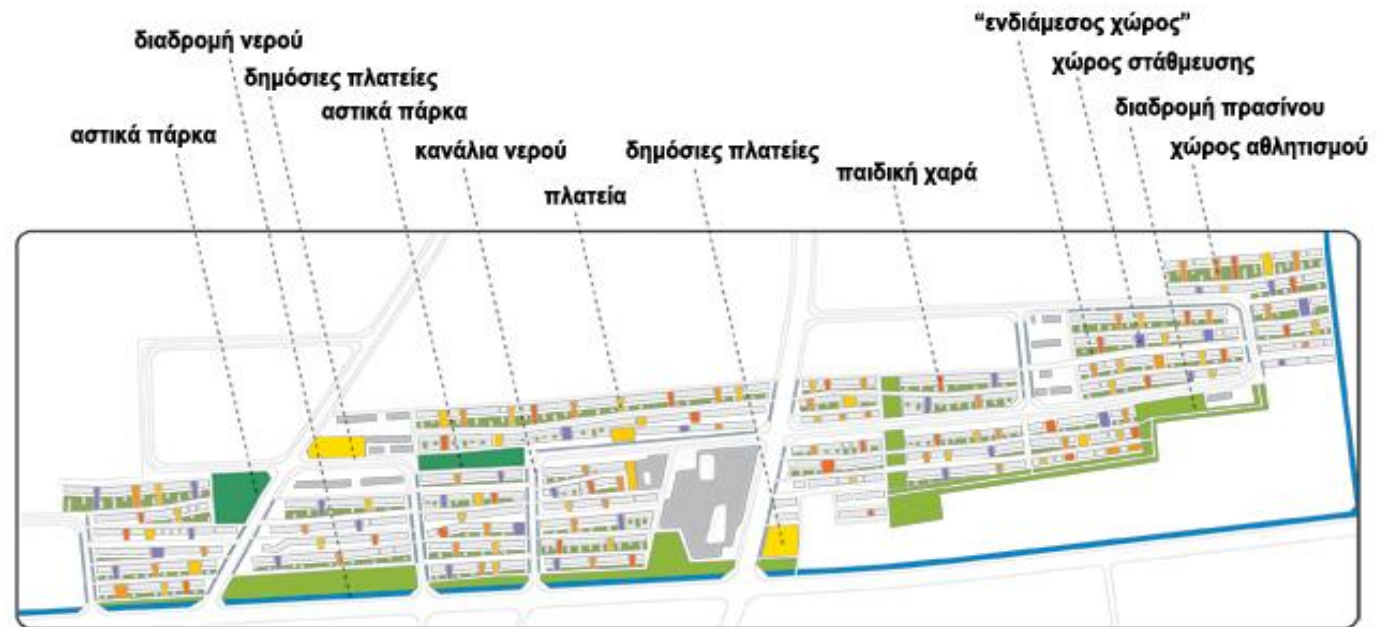 διαδρομή νερού
δημόσιες πλατείες
αστικά πάρκα
αστικά πάρκα
κανάλια νερού
πλατεία
δημόσιες πλατείες
παιδική χαρά
“ενδιάμεσος χώρος”
χώρος στάθμευσης
διαδρομή πρασίνου
χώρος αθλητισμού